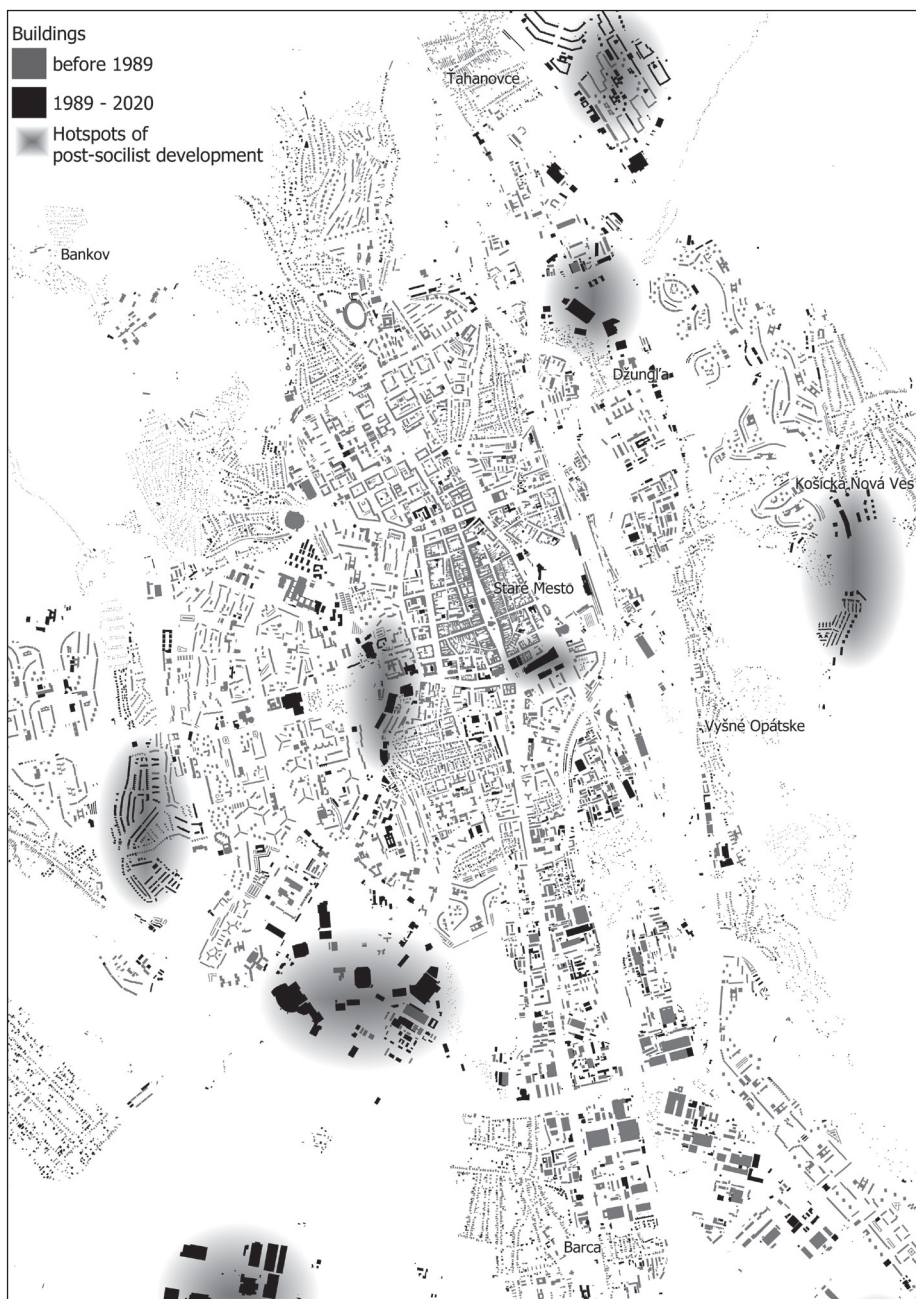 Buildings
before 1989
1989 - 2020
Hotspots of
post-socilist development
Ťahanovce
Bankov
Džungľa
Košická Nová Ves
Staré Mesto
Vyšné Opátske
Barca